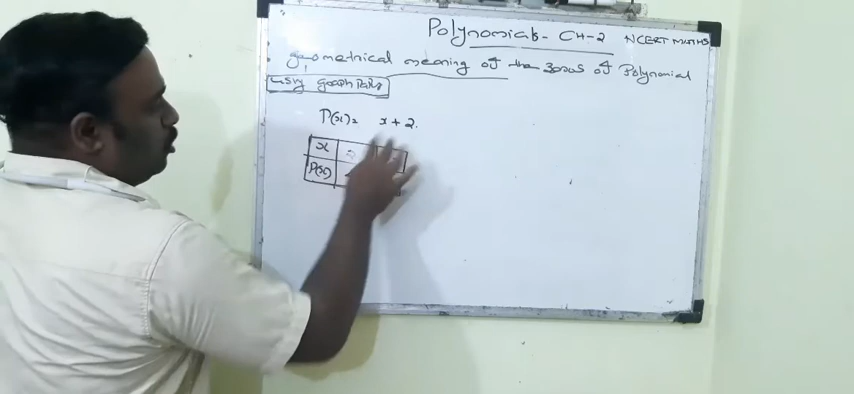 Polynomials - CH-2 NCERT MATHS
geometrical meaning of the zeros of Polynomial
Using graph Paper
P(x) = x + 2.
x
P(x)